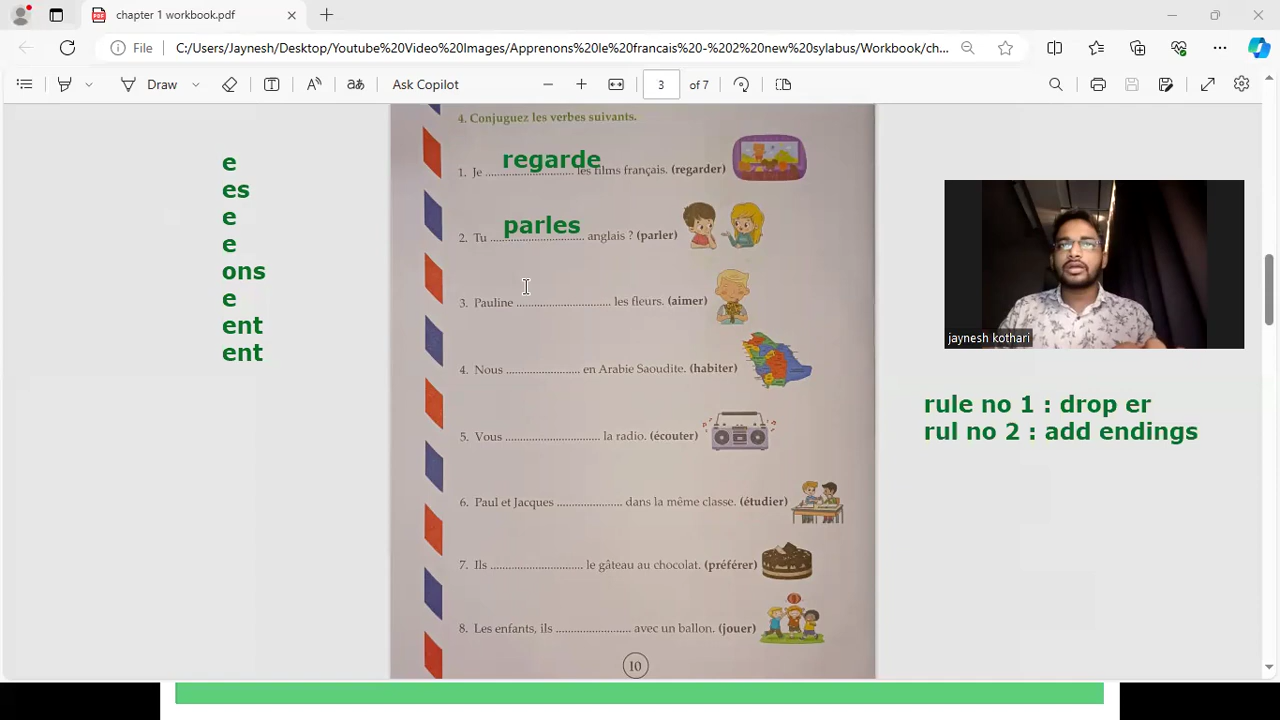 chapter 1 workbook.pdf
File
C:/Users/Jaynesh/Desktop/Youtube%20Video%20Images/Apprenons%20le%20francais%20-%202%20new%20sylabus/Workbook/ch...
Draw
aあ
Ask Copilot
3 of 7
4. Conjuguez les verbes suivants.
regarde
1. Je .............................. les films français. (regarder)
parles
2. Tu .............................. anglais ? (parler)
3. Pauline .............................. les fleurs. (aimer)
4. Nous ........................ en Arabie Saoudite. (habiter)
5. Vous .............................. la radio. (écouter)
6. Paul et Jacques ...................... dans la même classe. (étudier)
7. Ils .............................. le gâteau au chocolat. (préférer)
8. Les enfants, ils ........................ avec un ballon. (jouer)
10
e
es
e
e
ons
e
ent
ent
jaynesh kothari
rule no 1 : drop er
rul no 2 : add endings